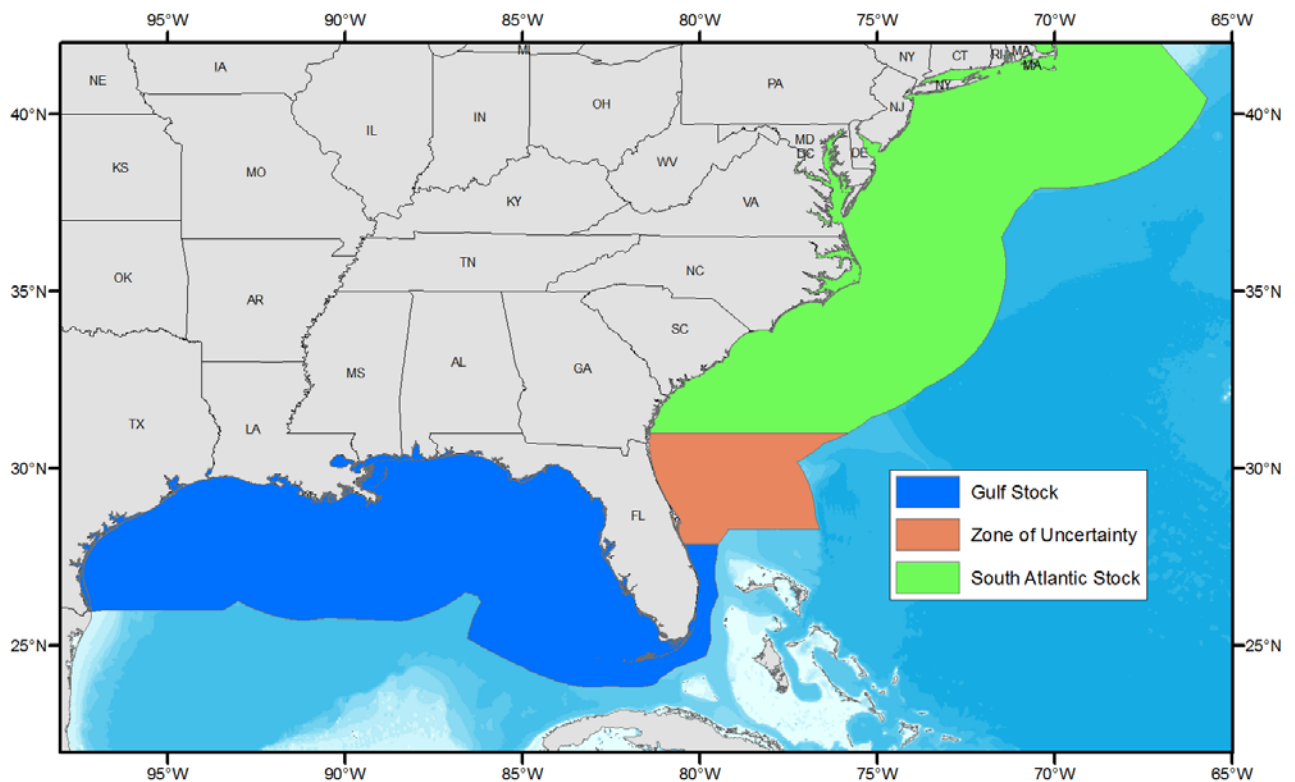 95°W 90°W 85°W 80°W 75°W 70°W 65°W
MI NY CT RI MA
IA MA
NE PA NY
OH
40°N NJ 40°N
IN
IL MD
DC DE
KS WV
MO
KY VA
TN NC
OK
35°N AR 35°N
SC
MS AL GA
TX LA
30°N 30°N
Gulf Stock
FL
Zone of Uncertainty
South Atlantic Stock
25°N 25°N
95°W 90°W 85°W 80°W 75°W 70°W 65°W